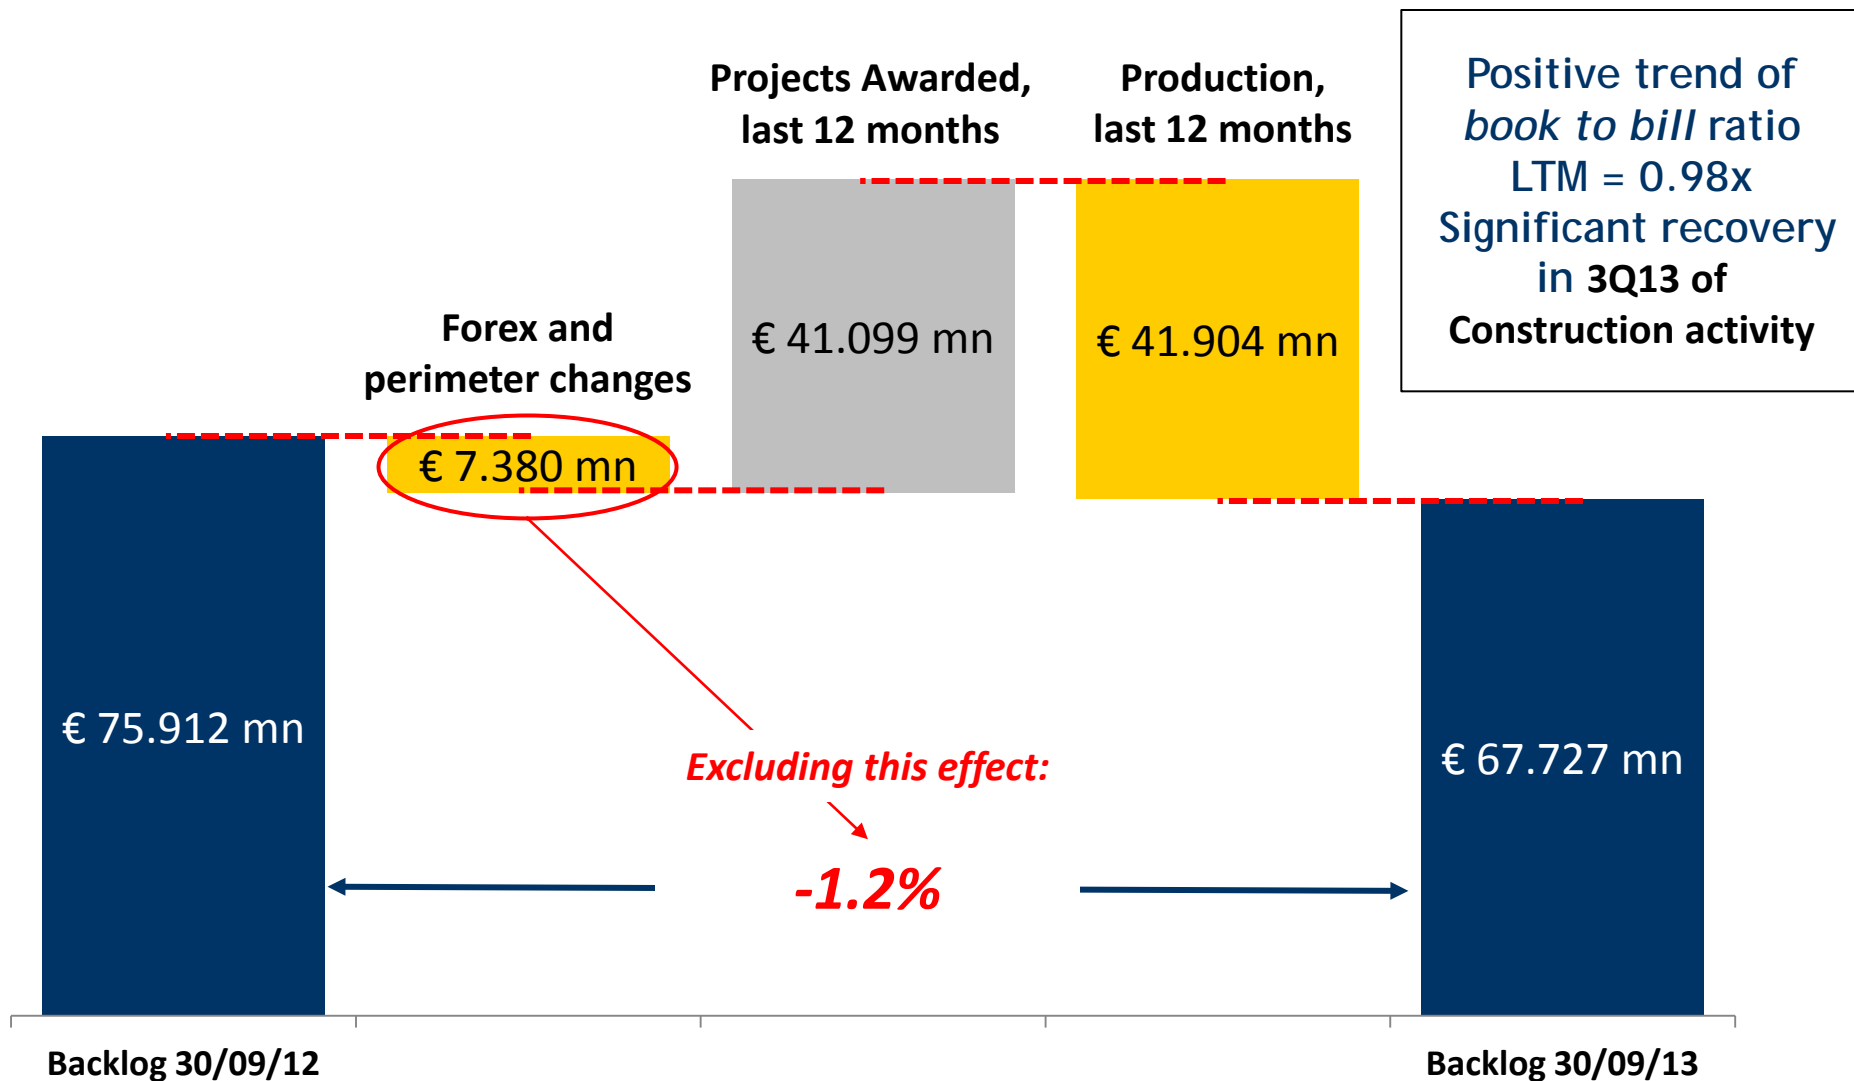 Projects Awarded,
last 12 months
Production,
last 12 months
Positive trend of
book to bill ratio
LTM = 0.98x
Significant recovery
in 3Q13 of
Construction activity
Forex and
perimeter changes
€ 41.099 mn
€ 41.904 mn
€ 7.380 mn
€ 75.912 mn
Excluding this effect:
€ 67.727 mn
-1.2%
Backlog 30/09/12
Backlog 30/09/13